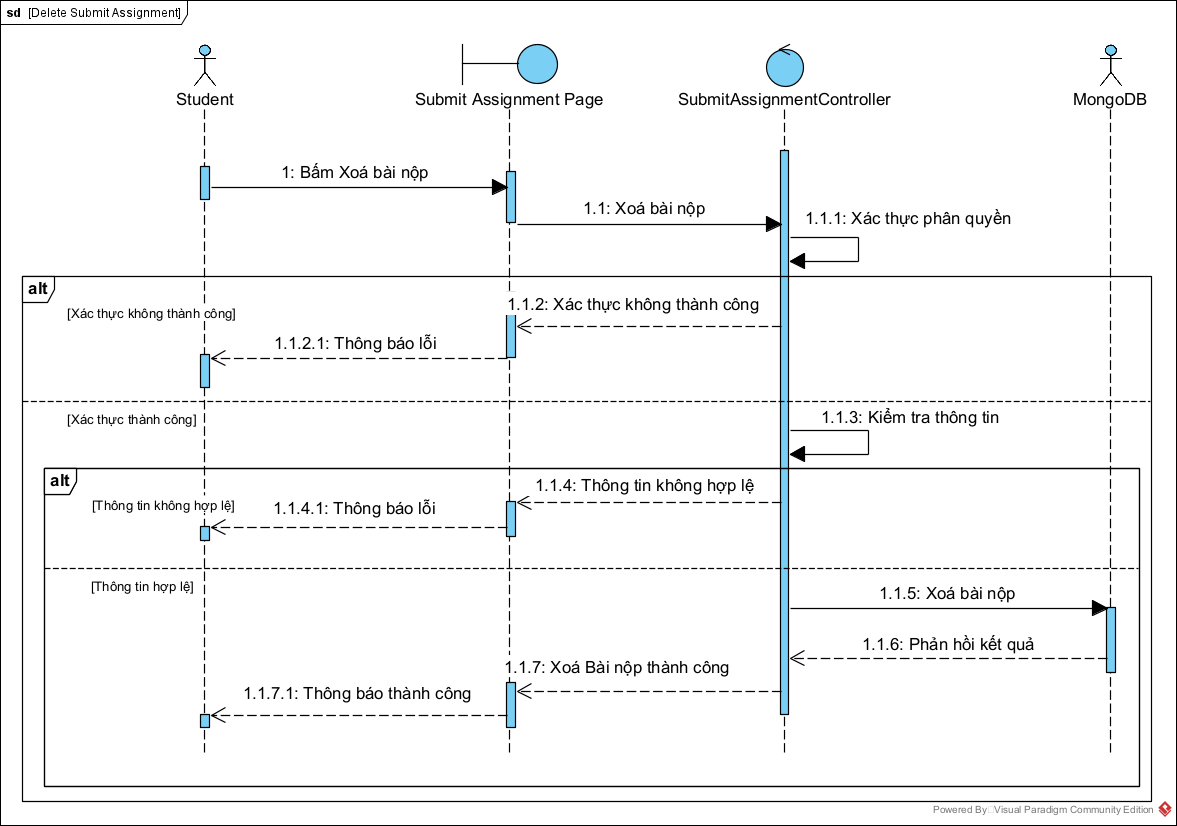 sd [Delete Submit Assignment]
Student
Submit Assignment Page
SubmitAssignmentController
MongoDB
1: Bấm Xoá bài nộp
1.1: Xoá bài nộp
1.1.1: Xác thực phân quyền
alt
[Xác thực không thành công]
1.1.2: Xác thực không thành công
1.1.2.1: Thông báo lỗi
[Xác thực thành công]
1.1.3: Kiểm tra thông tin
alt
1.1.4: Thông tin không hợp lệ
[Thông tin không hợp lệ]
1.1.4.1: Thông báo lỗi
[Thông tin hợp lệ]
1.1.5: Xoá bài nộp
1.1.6: Phản hồi kết quả
1.1.7: Xoá Bài nộp thành công
1.1.7.1: Thông báo thành công
Powered By Visual Paradigm Community Edition